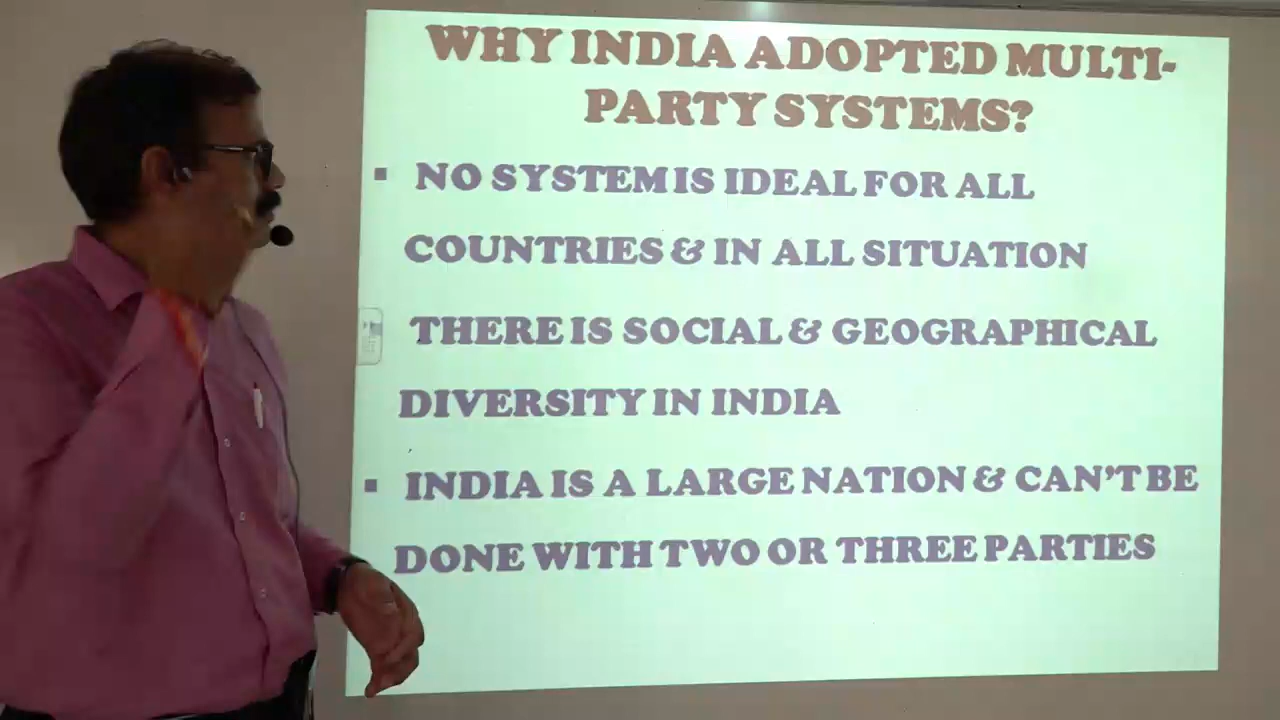 WHY INDIA ADOPTED MULTI-
PARTY SYSTEMS?
▪ NO SYSTEM IS IDEAL FOR ALL
COUNTRIES & IN ALL SITUATION
THERE IS SOCIAL & GEOGRAPHICAL
DIVERSITY IN INDIA
▪ INDIA IS A LARGE NATION & CAN'T BE
DONE WITH TWO OR THREE PARTIES